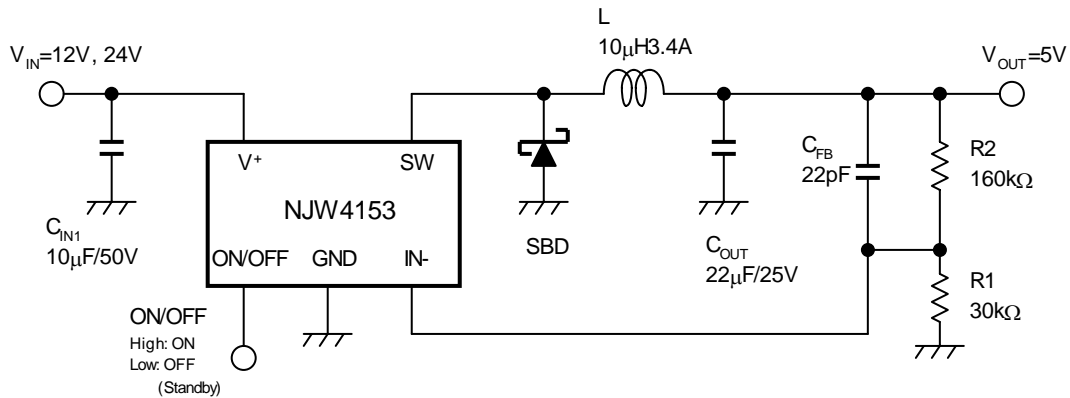 L
10μH3.4A
V_IN=12V, 24V
V_OUT=5V
V+
SW
C_FB
22pF
R2
160kΩ
NJW4153
C_IN1
10μF/50V
SBD
C_OUT
22μF/25V
ON/OFF
GND
IN-
R1
30kΩ
ON/OFF
High: ON
Low: OFF
(Standby)